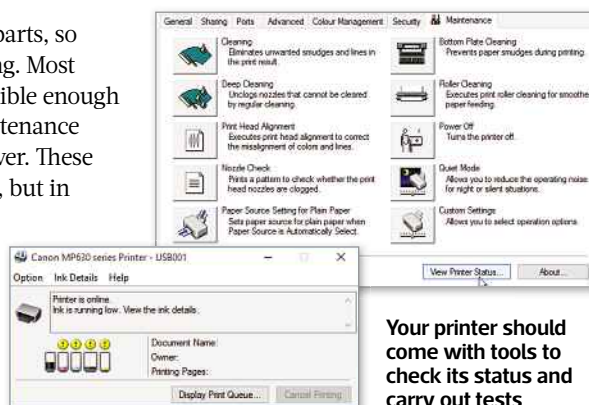 parts, so
ng. Most
ible enough
tenance
ver. These
, but in
General Sharing Ports Advanced Colour Management Security Maintenance
Cleaning
Eliminates unwanted smudges and lines in
the print result.
Deep Cleaning
Unclogs nozzles that cannot be cleared
by regular cleaning.
Print Head Alignment
Executes print head alignment to correct
the misalignment of colors and lines.
Nozzle Check
Prints a pattern to check whether the print
head nozzles are clogged.
Paper Source Setting for Plain Paper
Sets paper source for plain paper when
Paper Source is Automatically Select.
Bottom Plate Cleaning
Prevents paper smudges during printing.
Roller Cleaning
Executes print roller cleaning for smoothe
paper feeding.
Power Off
Turns the printer off.
Quiet Mode
Allows you to reduce the operating noise
for night or silent situations.
Custom Settings
Allows you to select operation options.
View Printer Status... About...
Canon MP630 series Printer - USB001
Option Ink Details Help
Printer is online.
Ink is running low. View the ink details.
Document Name:
Owner:
Printing Pages:
Display Print Queue... Cancel Printing
Your printer should
come with tools to
check its status and
carry out tests